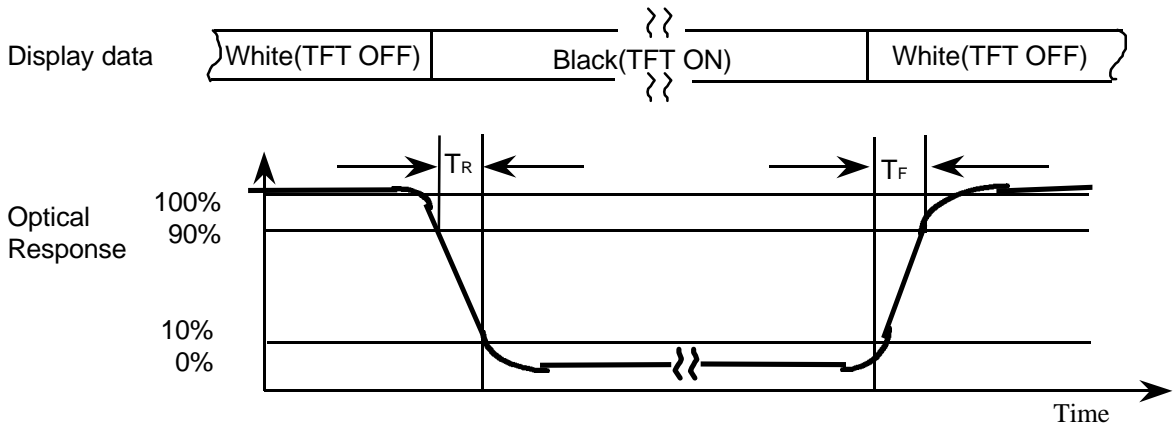 Display data
White(TFT OFF) Black(TFT ON) White(TFT OFF)
TR TF
Optical
Response
100%
90%
10%
0%
Time